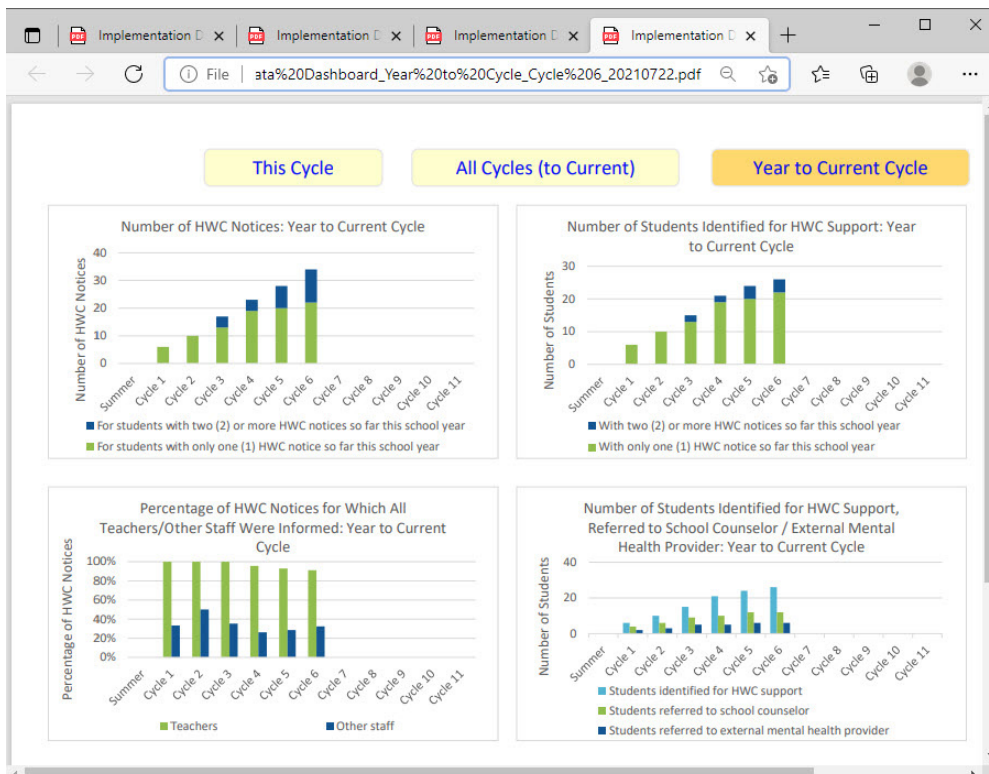 Implementation D
Implementation D
Implementation D
Implementation D
File
ata%20Dashboard_Year%20to%20Cycle_Cycle%206_20210722.pdf
This Cycle
All Cycles (to Current)
Year to Current Cycle
Number of HWC Notices: Year to Current Cycle
Number of HWC Notices
40
30
20
10
0
Summer
Cycle 1
Cycle 2
Cycle 3
Cycle 4
Cycle 5
Cycle 6
Cycle 7
Cycle 8
Cycle 9
Cycle 10
Cycle 11
For students with two (2) or more HWC notices so far this school year
For students with only one (1) HWC notice so far this school year
Number of Students Identified for HWC Support: Year
to Current Cycle
Number of Students
30
20
10
0
Summer
Cycle 1
Cycle 2
Cycle 3
Cycle 4
Cycle 5
Cycle 6
Cycle 7
Cycle 8
Cycle 9
Cycle 10
Cycle 11
With two (2) or more HWC notices so far this school year
With only one (1) HWC notice so far this school year
Percentage of HWC Notices for Which All
Teachers/Other Staff Were Informed: Year to Current
Cycle
Percentage of HWC Notices
100%
80%
60%
40%
20%
0%
Summer
Cycle 1
Cycle 2
Cycle 3
Cycle 4
Cycle 5
Cycle 6
Cycle 7
Cycle 8
Cycle 9
Cycle 10
Cycle 11
Teachers
Other staff
Number of Students Identified for HWC Support,
Referred to School Counselor / External Mental
Health Provider: Year to Current Cycle
Number of Students
40
20
0
Summer
Cycle 1
Cycle 2
Cycle 3
Cycle 4
Cycle 5
Cycle 6
Cycle 7
Cycle 8
Cycle 9
Cycle 10
Cycle 11
Students identified for HWC support
Students referred to school counselor
Students referred to external mental health provider